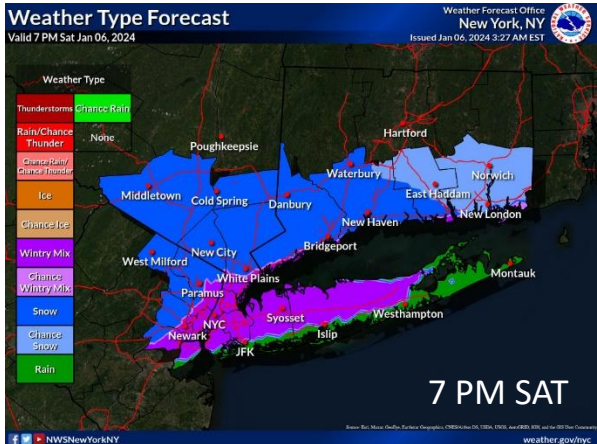 Weather Type Forecast
Valid 7 PM Sat Jan 06, 2024
Weather Forecast Office
New York, NY
Issued Jan 06, 2024 3:27 AM EST
Weather Type
Thunderstorms
Chance Rain
Rain/Chance
Thunder
None
Chance Rain/
Chance Thunder
Ice
Chance Ice
Wintry Mix
Chance
Wintry Mix
Snow
Chance
Snow
Rain
Hartford
Poughkeepsie
Waterbury
Norwich
Middletown
Cold Spring
Danbury
East Haddam
New Haven
New London
New City
Bridgeport
West Milford
White Plains
Montauk
Paramus
NYC
Syosset
Westhampton
Newark
Islip
JFK
7 PM SAT
NWSNewYorkNY
weather.gov/nyc